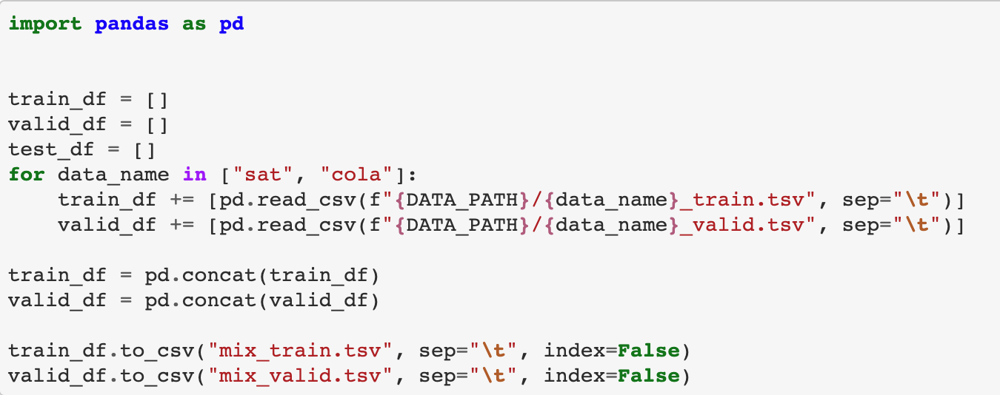 import pandas as pd
train_df = []
valid_df = []
test_df = []
for data_name in ["sat", "cola"]:
    train_df += [pd.read_csv(f"{DATA_PATH}/{data_name}_train.tsv", sep="\t")]
    valid_df += [pd.read_csv(f"{DATA_PATH}/{data_name}_valid.tsv", sep="\t")]
train_df = pd.concat(train_df)
valid_df = pd.concat(valid_df)
train_df.to_csv("mix_train.tsv", sep="\t", index=False)
valid_df.to_csv("mix_valid.tsv", sep="\t", index=False)